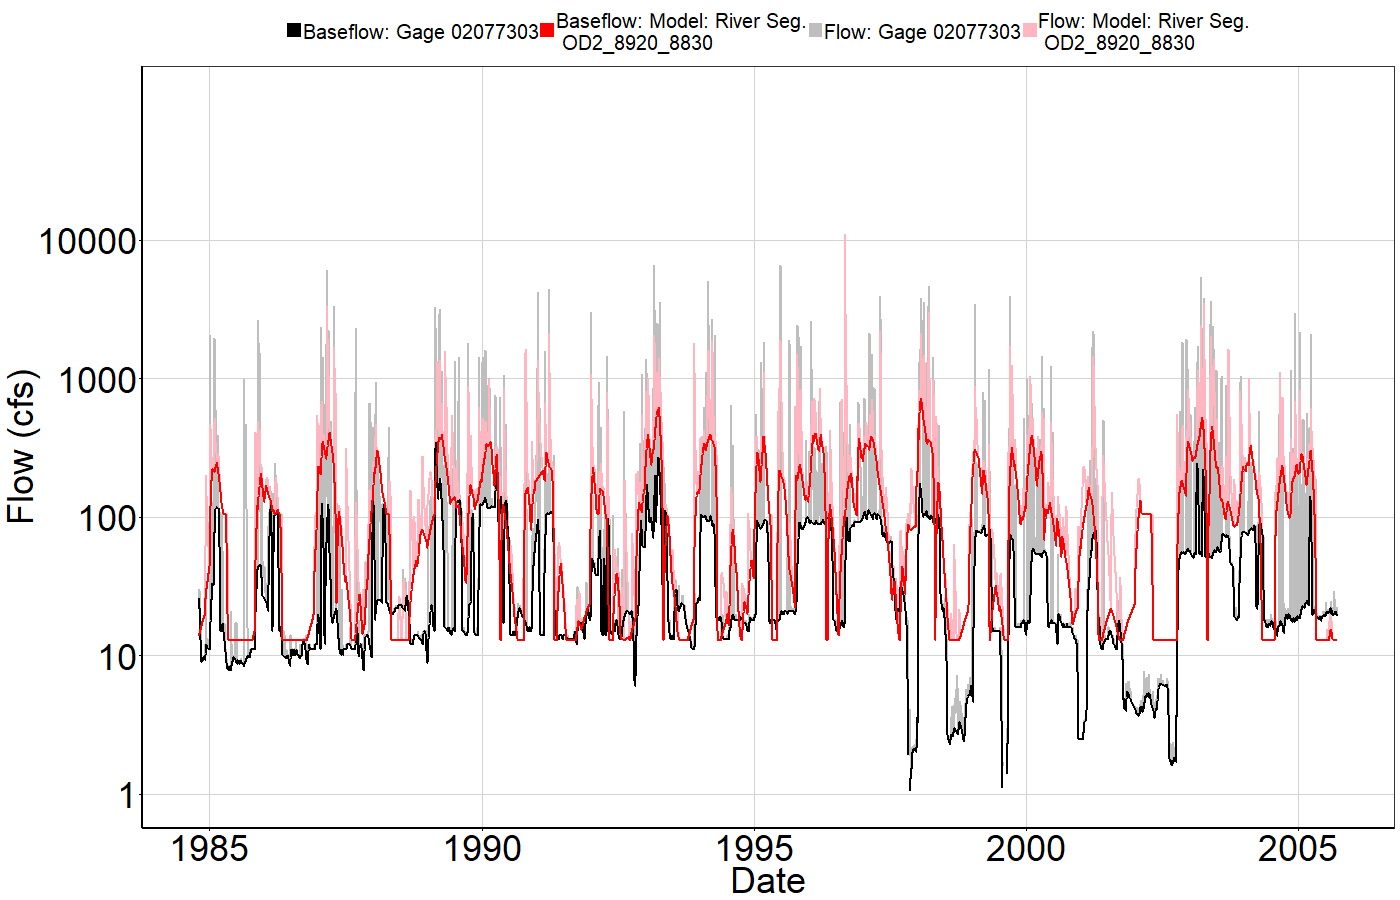 Baseflow: Gage 02077303
Baseflow: Model: River Seg.
OD2_8920_8830
Flow: Gage 02077303
Flow: Model: River Seg.
OD2_8920_8830
Flow (cfs)
10000
1000
100
10
1
1985
1990
1995
2000
2005
Date